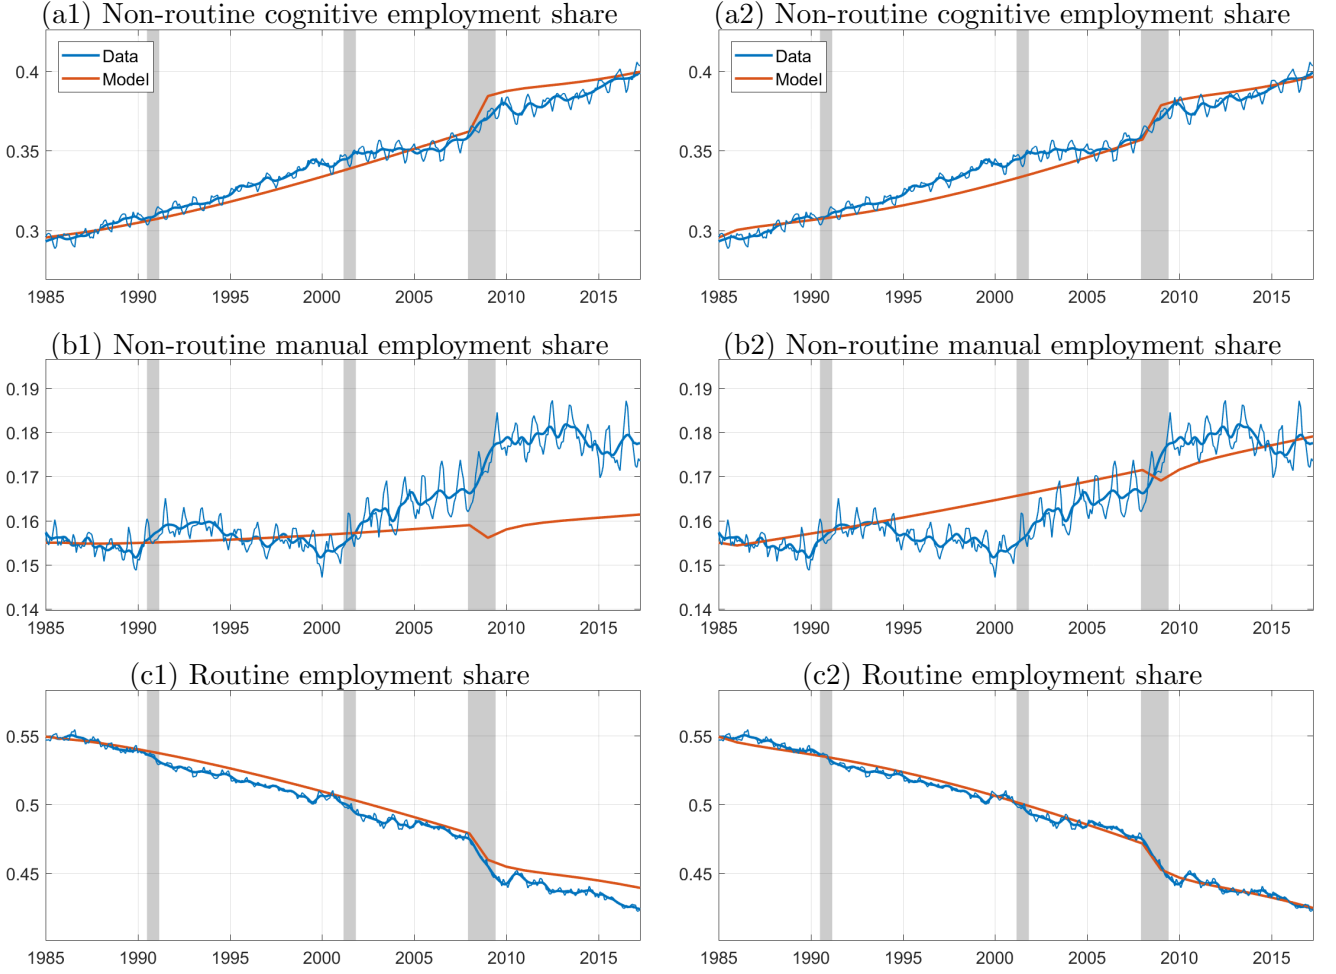 (a1) Non-routine cognitive employment share
Data
Model
0.4
0.35
0.3
1985 1990 1995 2000 2005 2010 2015
(a2) Non-routine cognitive employment share
Data
Model
0.4
0.35
0.3
1985 1990 1995 2000 2005 2010 2015
(b1) Non-routine manual employment share
0.19
0.18
0.17
0.16
0.15
0.14
1985 1990 1995 2000 2005 2010 2015
(b2) Non-routine manual employment share
0.19
0.18
0.17
0.16
0.15
0.14
1985 1990 1995 2000 2005 2010 2015
(c1) Routine employment share
0.55
0.5
0.45
1985 1990 1995 2000 2005 2010 2015
(c2) Routine employment share
0.55
0.5
0.45
1985 1990 1995 2000 2005 2010 2015